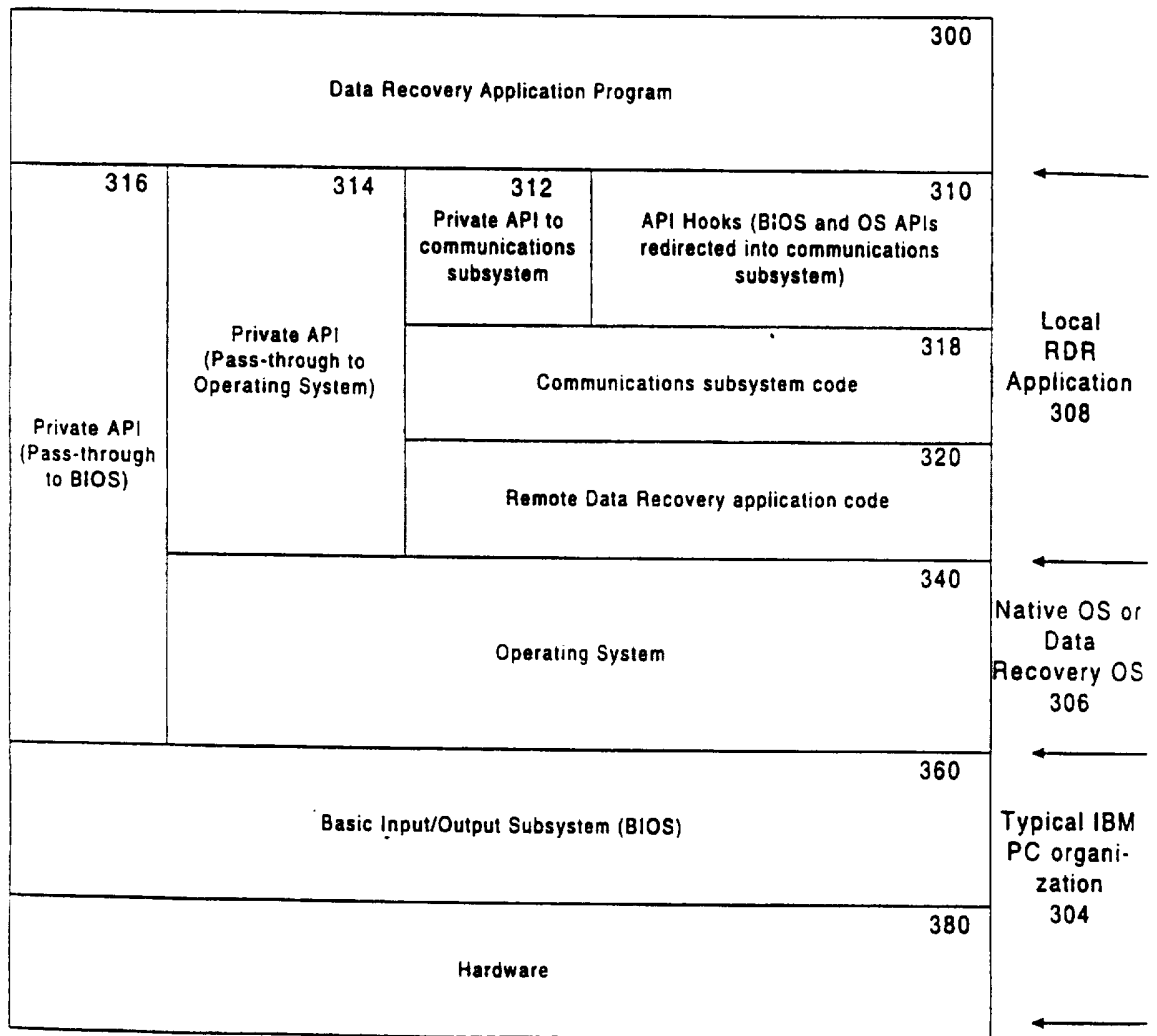 300
Data Recovery Application Program
316
314
312
310
Private API to
communications
subsystem
API Hooks (BIOS and OS APIs
redirected into communications
subsystem)
Private API
(Pass-through to
Operating System)
318
Communications subsystem code
Local
RDR
Application
308
Private API
(Pass-through
to BIOS)
320
Remote Data Recovery application code
340
Operating System
Native OS or
Data
Recovery OS
306
360
Basic Input/Output Subsystem (BIOS)
Typical IBM
PC organi-
zation
304
380
Hardware